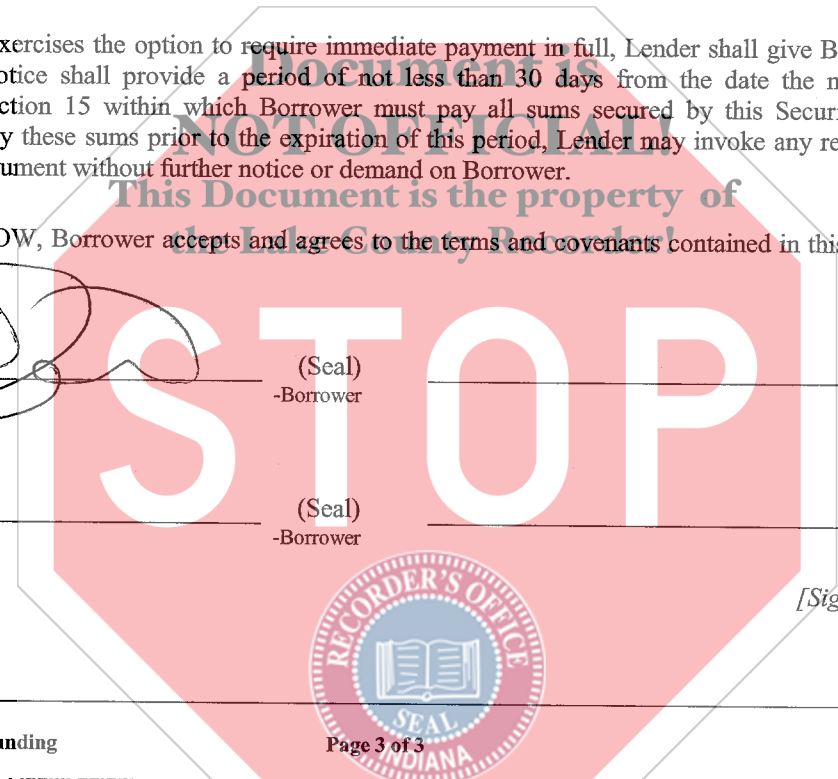 xercises the option to require immediate payment in full, Lender shall give B
Document is
otice shall provide a period of not less than 30 days from the date the n
ction 15 within which Borrower must pay all sums secured by this Securi
NOT OFFICIAL!
y these sums prior to the expiration of this period, Lender may invoke any re
ument without further notice or demand on Borrower.
This Document is the property of
the Lake County Recorder!
OW, Borrower accepts and agrees to the terms and covenants contained in this
STOP
(Seal)
-Borrower
(Seal)
-Borrower
[Sig
RECORDER'S OFFICE
SEAL
INDIANA
unding
Page 3 of 3